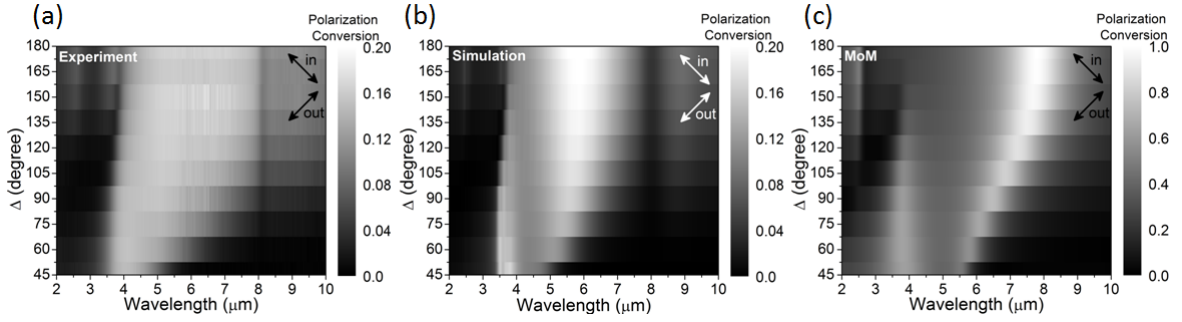 (a)
Polarization
Conversion
Experiment
in
out
Δ (degree)
180
165
150
135
120
105
90
75
60
45
2 3 4 5 6 7 8 9 10
Wavelength (μm)
0.20
0.16
0.12
0.08
0.04
0.0
(b)
Polarization
Conversion
Simulation
in
out
Δ (degree)
180
165
150
135
120
105
90
75
60
45
2 3 4 5 6 7 8 9 10
Wavelength (μm)
0.20
0.16
0.12
0.08
0.04
0.0
(c)
Polarization
Conversion
MoM
in
out
Δ (degree)
180
165
150
135
120
105
90
75
60
45
2 3 4 5 6 7 8 9 10
Wavelength (μm)
1.0
0.8
0.6
0.4
0.2
0.0